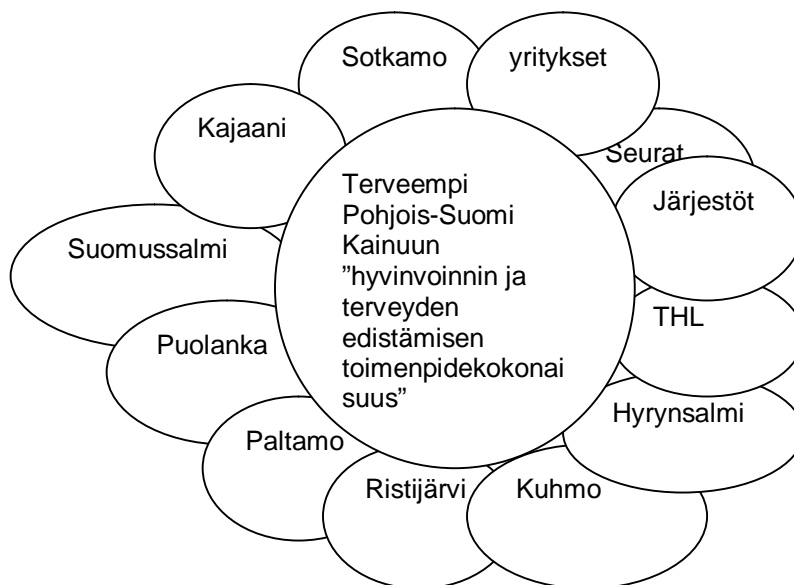 Sotkamo
yritykset
Kajaani
Seurat
Järjestöt
Terveempi
Pohjois-Suomi
Kainuun
”hyvinvoinnin ja
terveyden
edistämisen
toimenpidekokonai
suus”
Suomussalmi
THL
Puolanka
Hyrynsalmi
Paltamo
Ristijärvi
Kuhmo